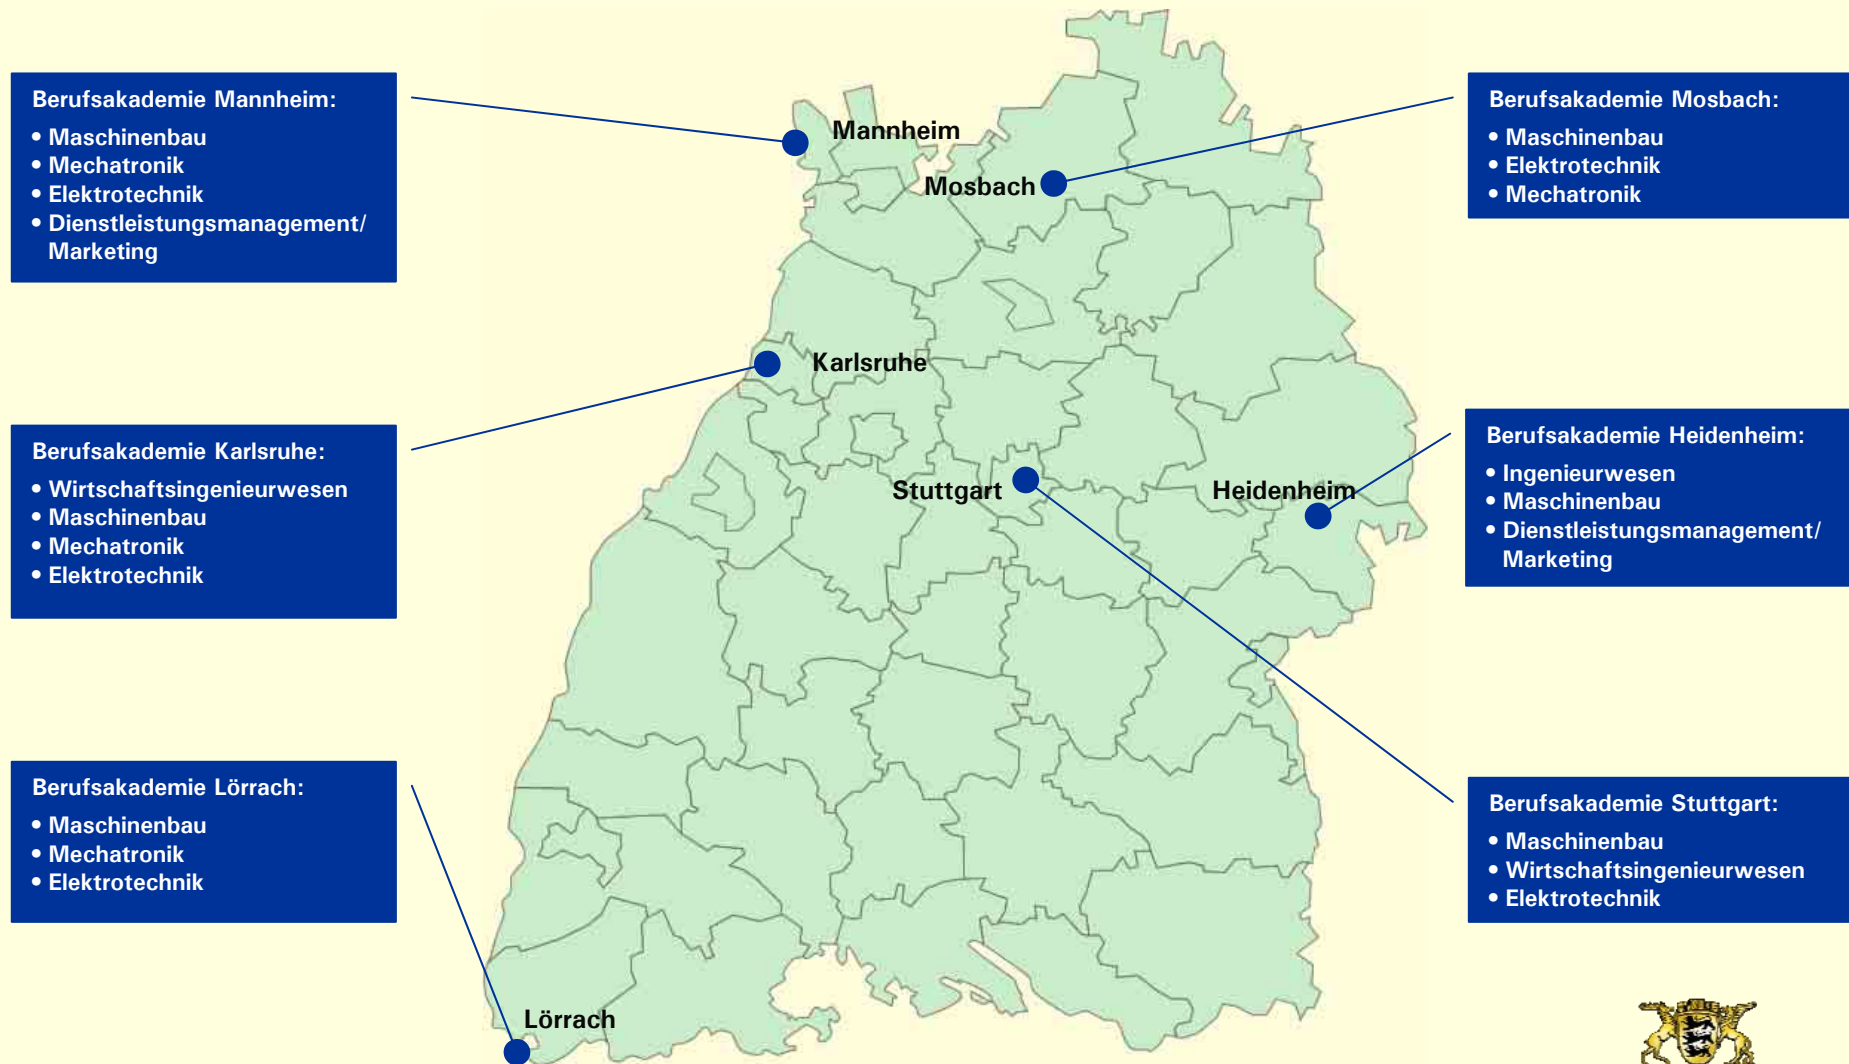 Berufsakademie Mannheim:
• Maschinenbau
• Mechatronik
• Elektrotechnik
• Dienstleistungsmanagement/
Marketing
Berufsakademie Karlsruhe:
• Wirtschaftsingenieurwesen
• Maschinenbau
• Mechatronik
• Elektrotechnik
Berufsakademie Lörrach:
• Maschinenbau
• Mechatronik
• Elektrotechnik
Mannheim
Mosbach
Karlsruhe
Stuttgart
Heidenheim
Lörrach
Berufsakademie Mosbach:
• Maschinenbau
• Elektrotechnik
• Mechatronik
Berufsakademie Heidenheim:
• Ingenieurwesen
• Maschinenbau
• Dienstleistungsmanagement/
Marketing
Berufsakademie Stuttgart:
• Maschinenbau
• Wirtschaftsingenieurwesen
• Elektrotechnik